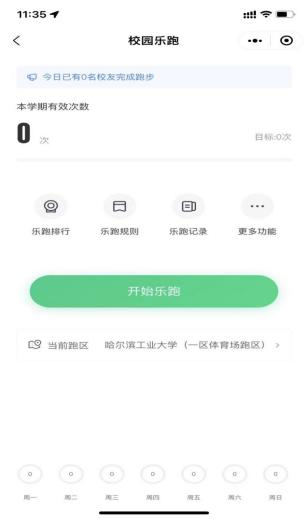 11:35
校园乐跑
今日已有0名校友完成跑步
本学期有效次数
0 次
目标:0次
乐跑排行 乐跑规则 乐跑记录 更多功能
开始乐跑
当前跑区 哈尔滨工业大学（一区体育场跑区） >
0 0 0 0 0 0 0
周一 周二 周三 周四 周五 周六 周日